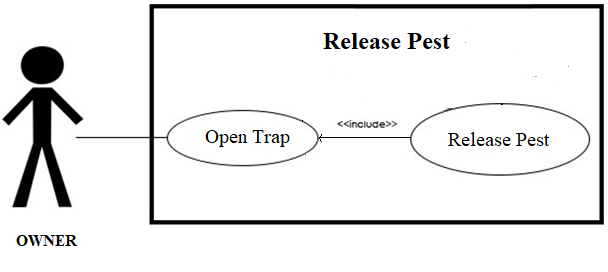 Release Pest
<<include>>
Open Trap
Release Pest
OWNER